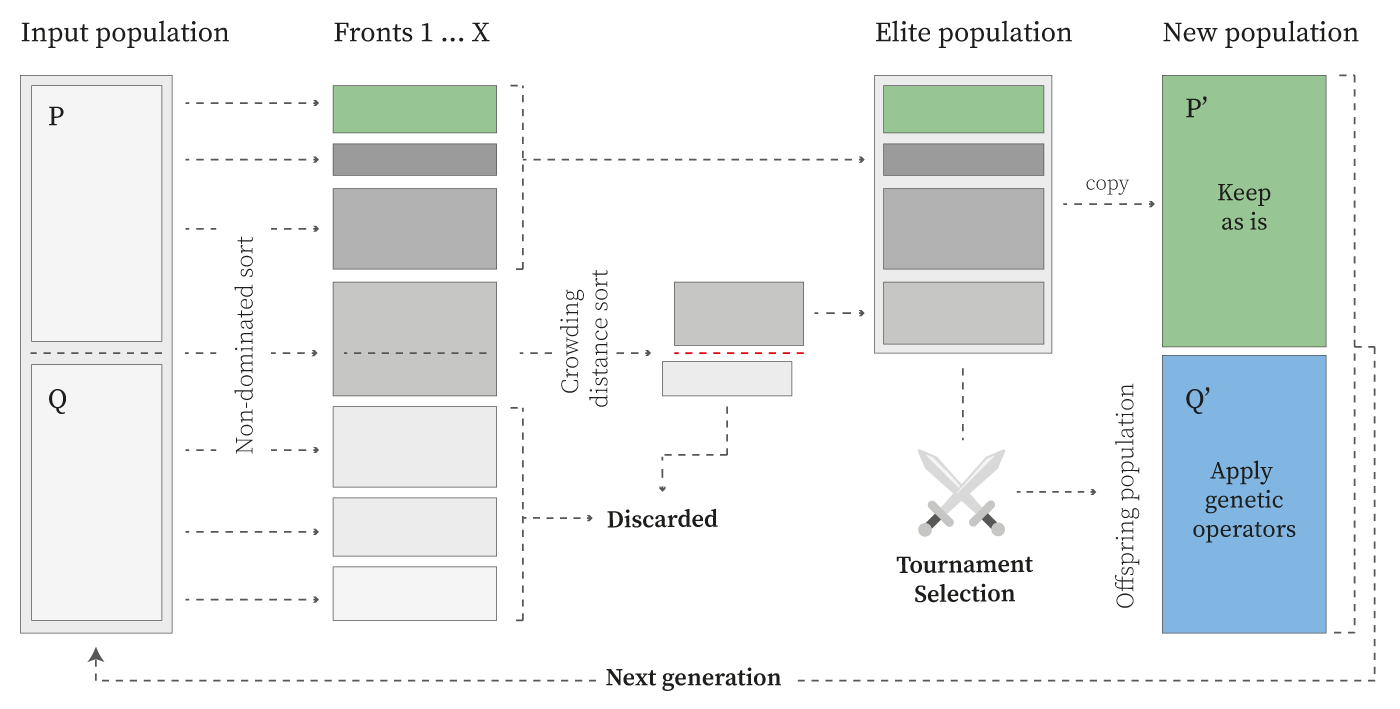 Input population
Fronts 1 ... X
Elite population
New population
P
Q
Non-dominated sort
Crowding
distance sort
Discarded
Tournament
Selection
copy
Offspring population
P’
Keep
as is
Q’
Apply
genetic
operators
Next generation